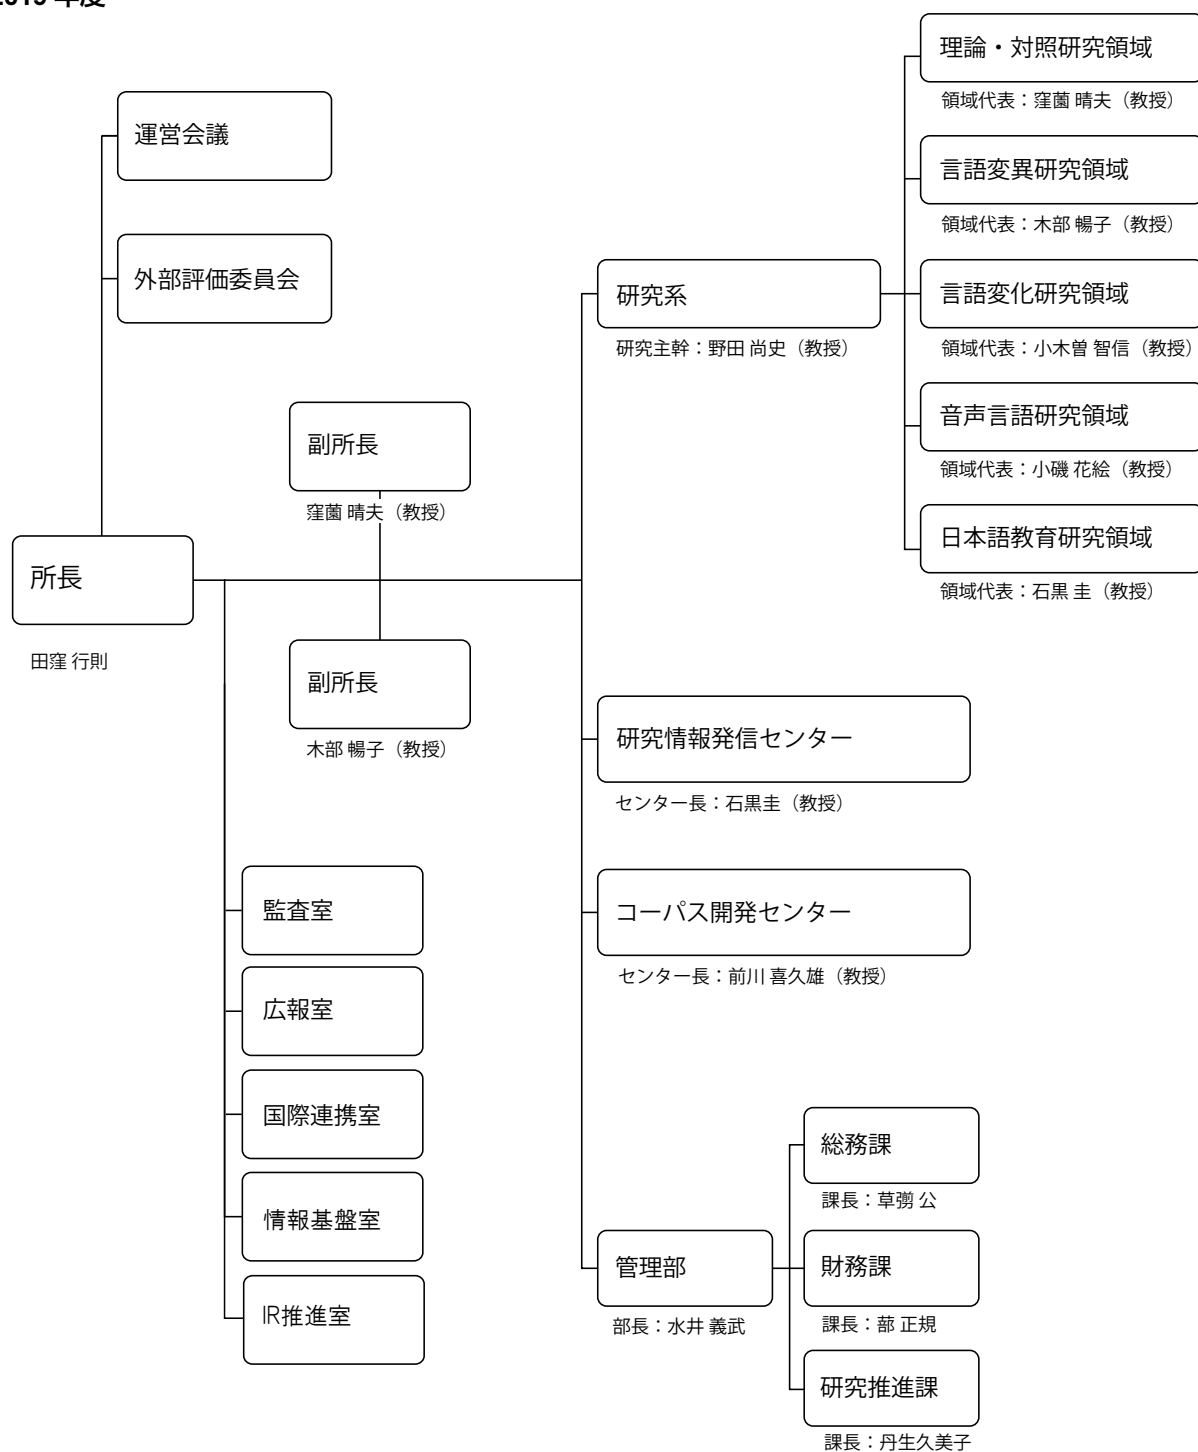 2019 年度
運営会議
外部評価委員会
所長
田窪 行則
副所長
窪薗 晴夫（教授）
副所長
木部 暢子（教授）
監査室
広報室
国際連携室
情報基盤室
IR推進室
研究系
研究主幹：野田 尚史（教授）
理論・対照研究領域
領域代表：窪薗 晴夫（教授）
言語変異研究領域
領域代表：木部 暢子（教授）
言語変化研究領域
領域代表：小木曽 智信（教授）
音声言語研究領域
領域代表：小磯 花絵（教授）
日本語教育研究領域
領域代表：石黒 圭（教授）
研究情報発信センター
センター長：石黒圭（教授）
コーパス開発センター
センター長：前川 喜久雄（教授）
管理部
部長：水井 義武
総務課
課長：草彅 公
財務課
課長：蔀 正規
研究推進課
課長：丹生久美子